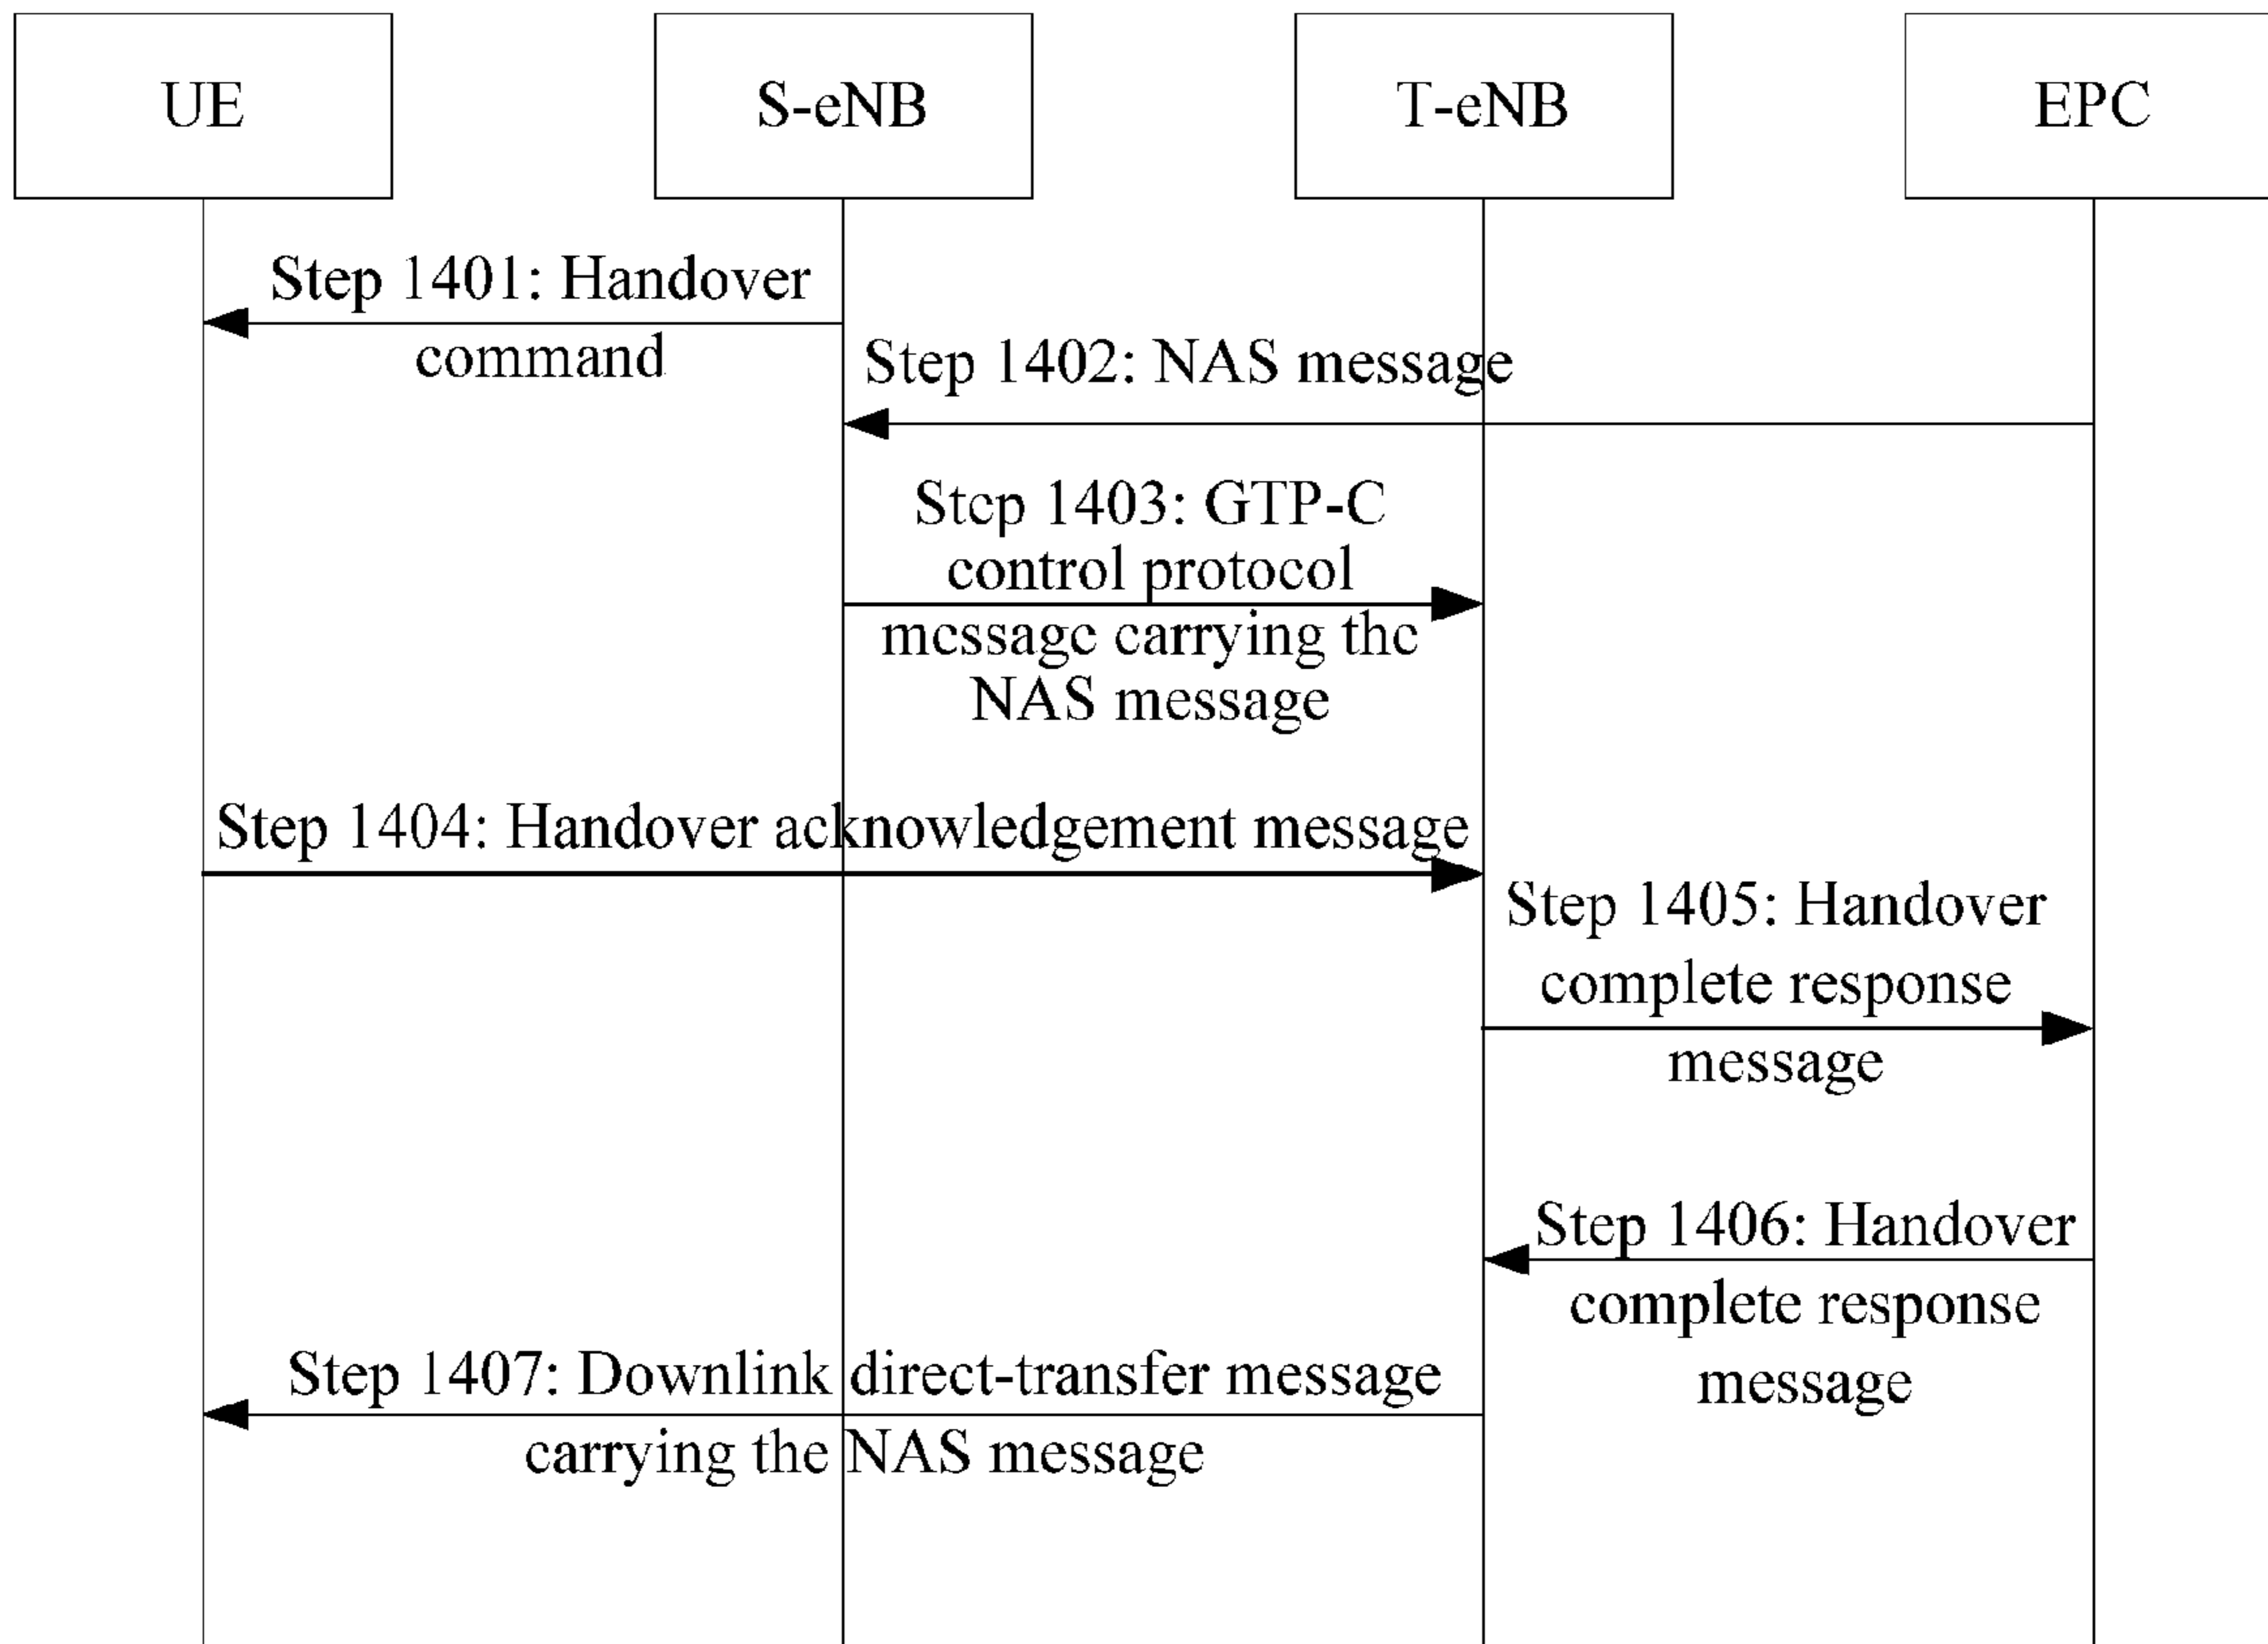 UE
S-eNB
T-eNB
EPC
Step 1401: Handover
command
Step 1402: NAS message
Step 1403: GTP-C
control protocol
message carrying the
NAS message
Step 1404: Handover acknowledgement message
Step 1405: Handover
complete response
message
Step 1406: Handover
complete response
message
Step 1407: Downlink direct-transfer message
carrying the NAS message